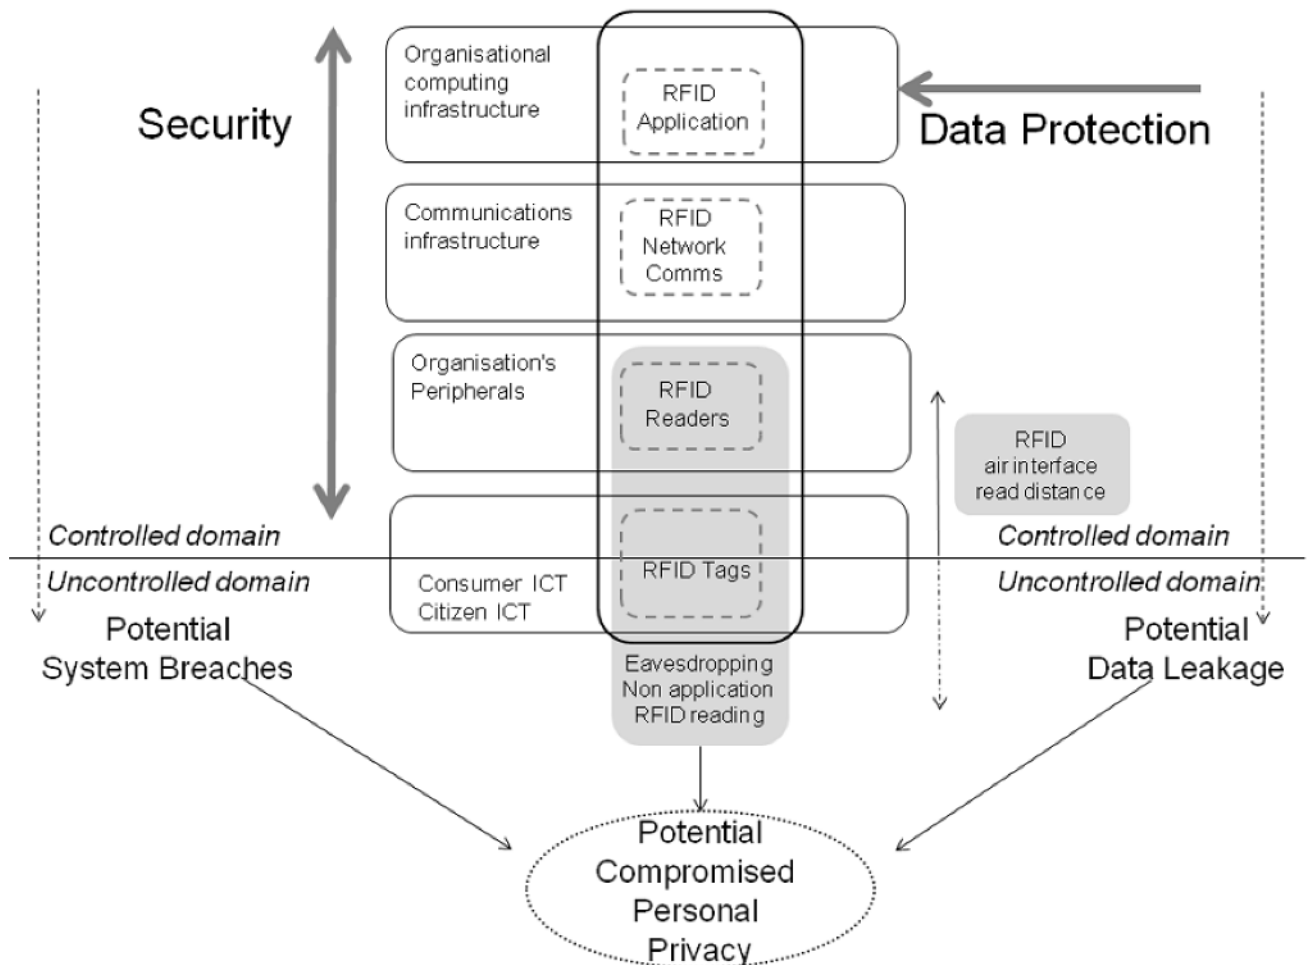 Organisational
computing
infrastructure
RFID
Application
Security
Data Protection
Communications
infrastructure
RFID
Network
Comms
Organisation's
Peripherals
RFID
Readers
RFID
air interface
read distance
Controlled domain
Controlled domain
Uncontrolled domain
Uncontrolled domain
Consumer ICT
Citizen ICT
RFID Tags
Potential
System Breaches
Potential
Data Leakage
Eavesdropping
Non application
RFID reading
Potential
Compromised
Personal
Privacy